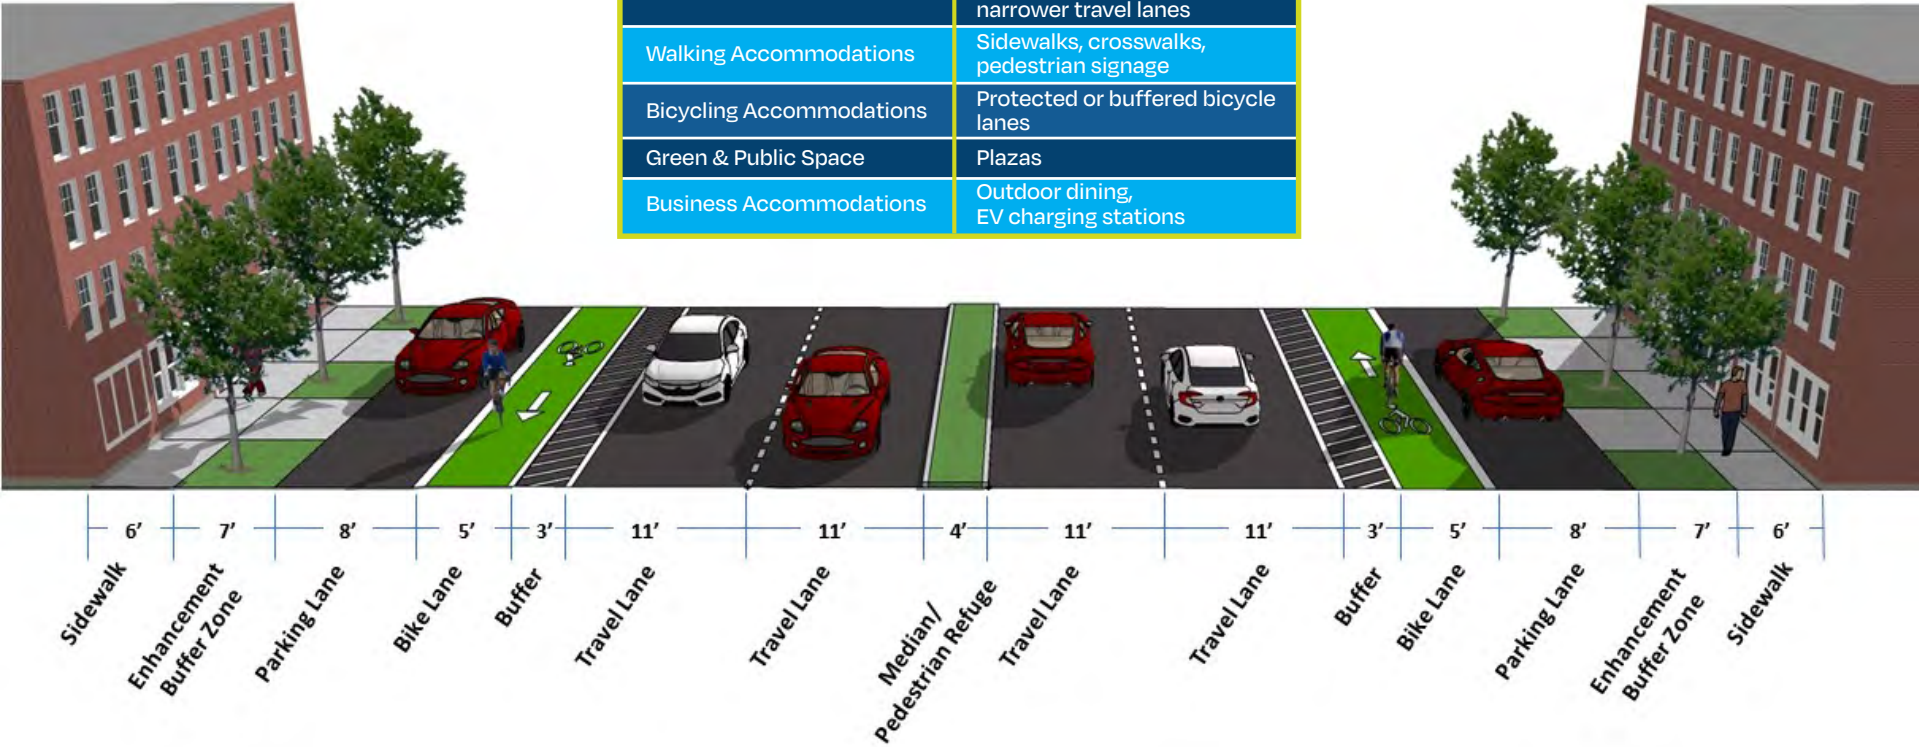 narrower travel lanes
Walking Accommodations
Sidewalks, crosswalks,
pedestrian signage
Bicycling Accommodations
Protected or buffered bicycle
lanes
Green & Public Space
Plazas
Business Accommodations
Outdoor dining,
EV charging stations
6’ 7’ 8’ 5’ 3’ 11’ 11’ 4’ 11’ 11’ 3’ 5’ 8’ 7’ 6’
Sidewalk
Enhancement
Buffer Zone
Parking Lane
Bike Lane
Buffer
Travel Lane
Travel Lane
Median/
Pedestrian Refuge
Travel Lane
Travel Lane
Buffer
Bike Lane
Parking Lane
Enhancement
Buffer Zone
Sidewalk